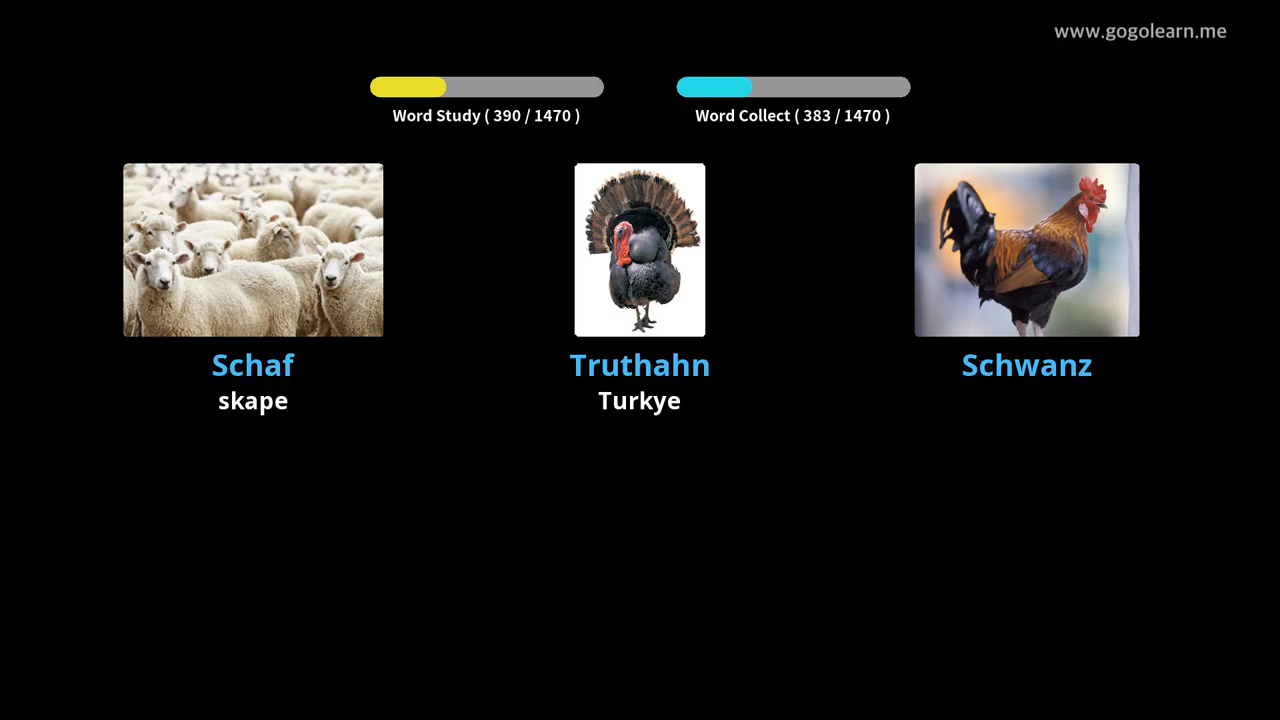 www.gogolearn.me
Word Study ( 390 / 1470 )
Word Collect ( 383 / 1470 )
Schaf
Truthahn
Schwanz
skape
Turkye